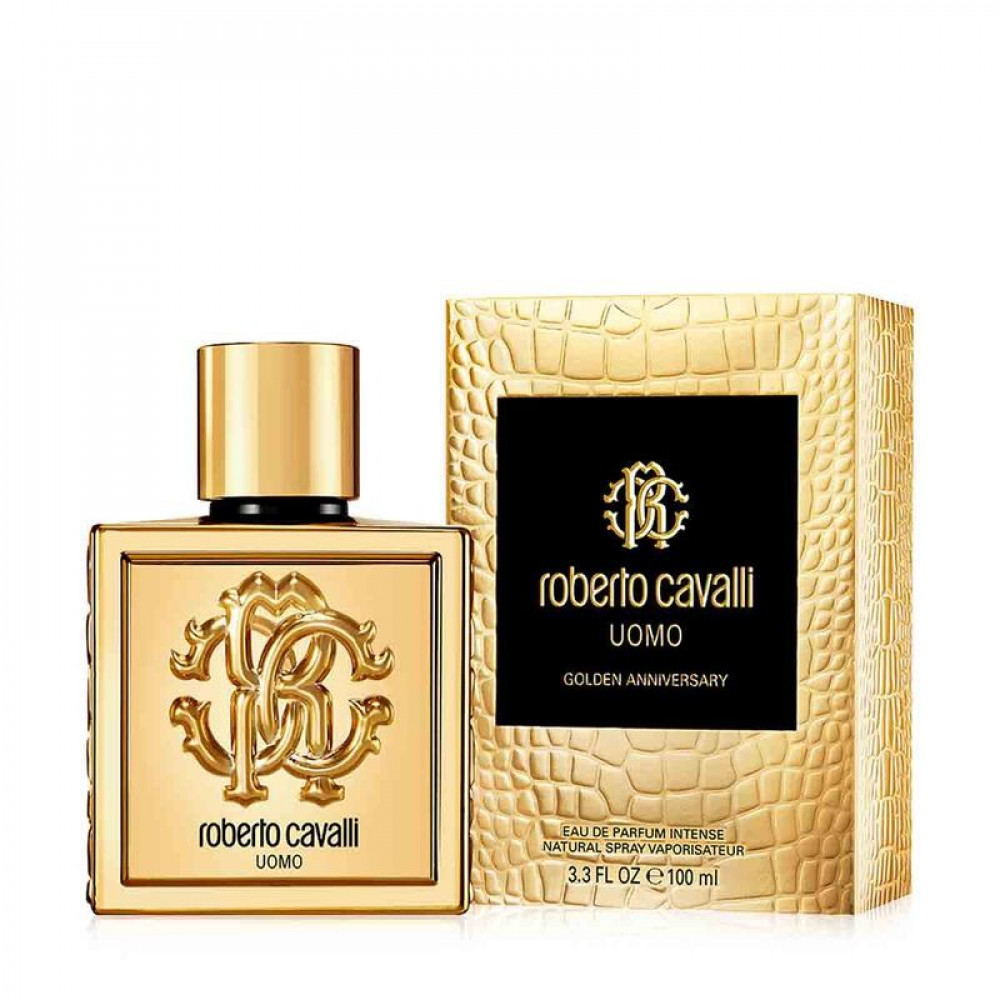 roberto cavalli
UOMO
roberto cavalli
UOMO
GOLDEN ANNIVERSARY
EAU DE PARFUM INTENSE
NATURAL SPRAY VAPORISATEUR
3.3 FL OZ ℮ 100 ml